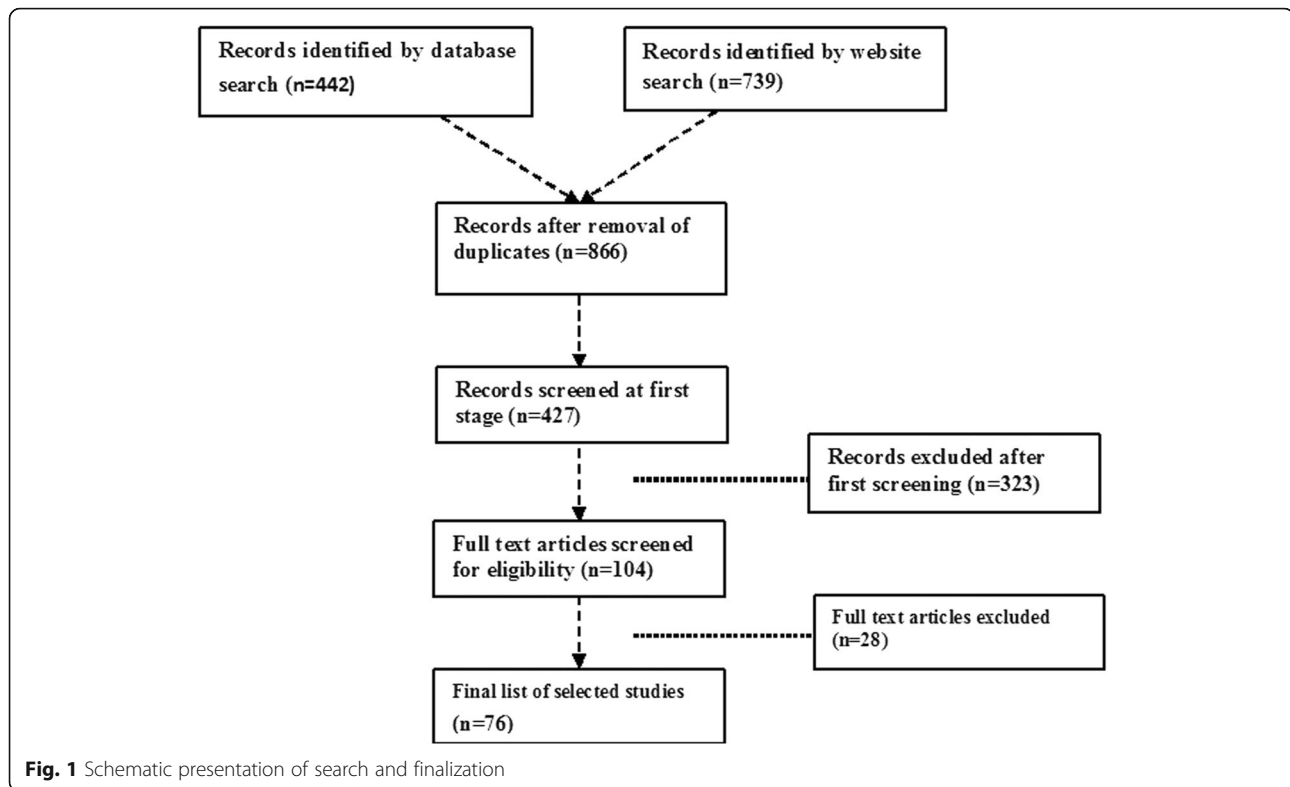 Records identified by database
search (n=442)
Records identified by website
search (n=739)
Records after removal of
duplicates (n=866)
Records screened at first
stage (n=427)
Records excluded after
first screening (n=323)
Full text articles screened
for eligibility (n=104)
Full text articles excluded
(n=28)
Final list of selected studies
(n=76)
Fig. 1 Schematic presentation of search and finalization